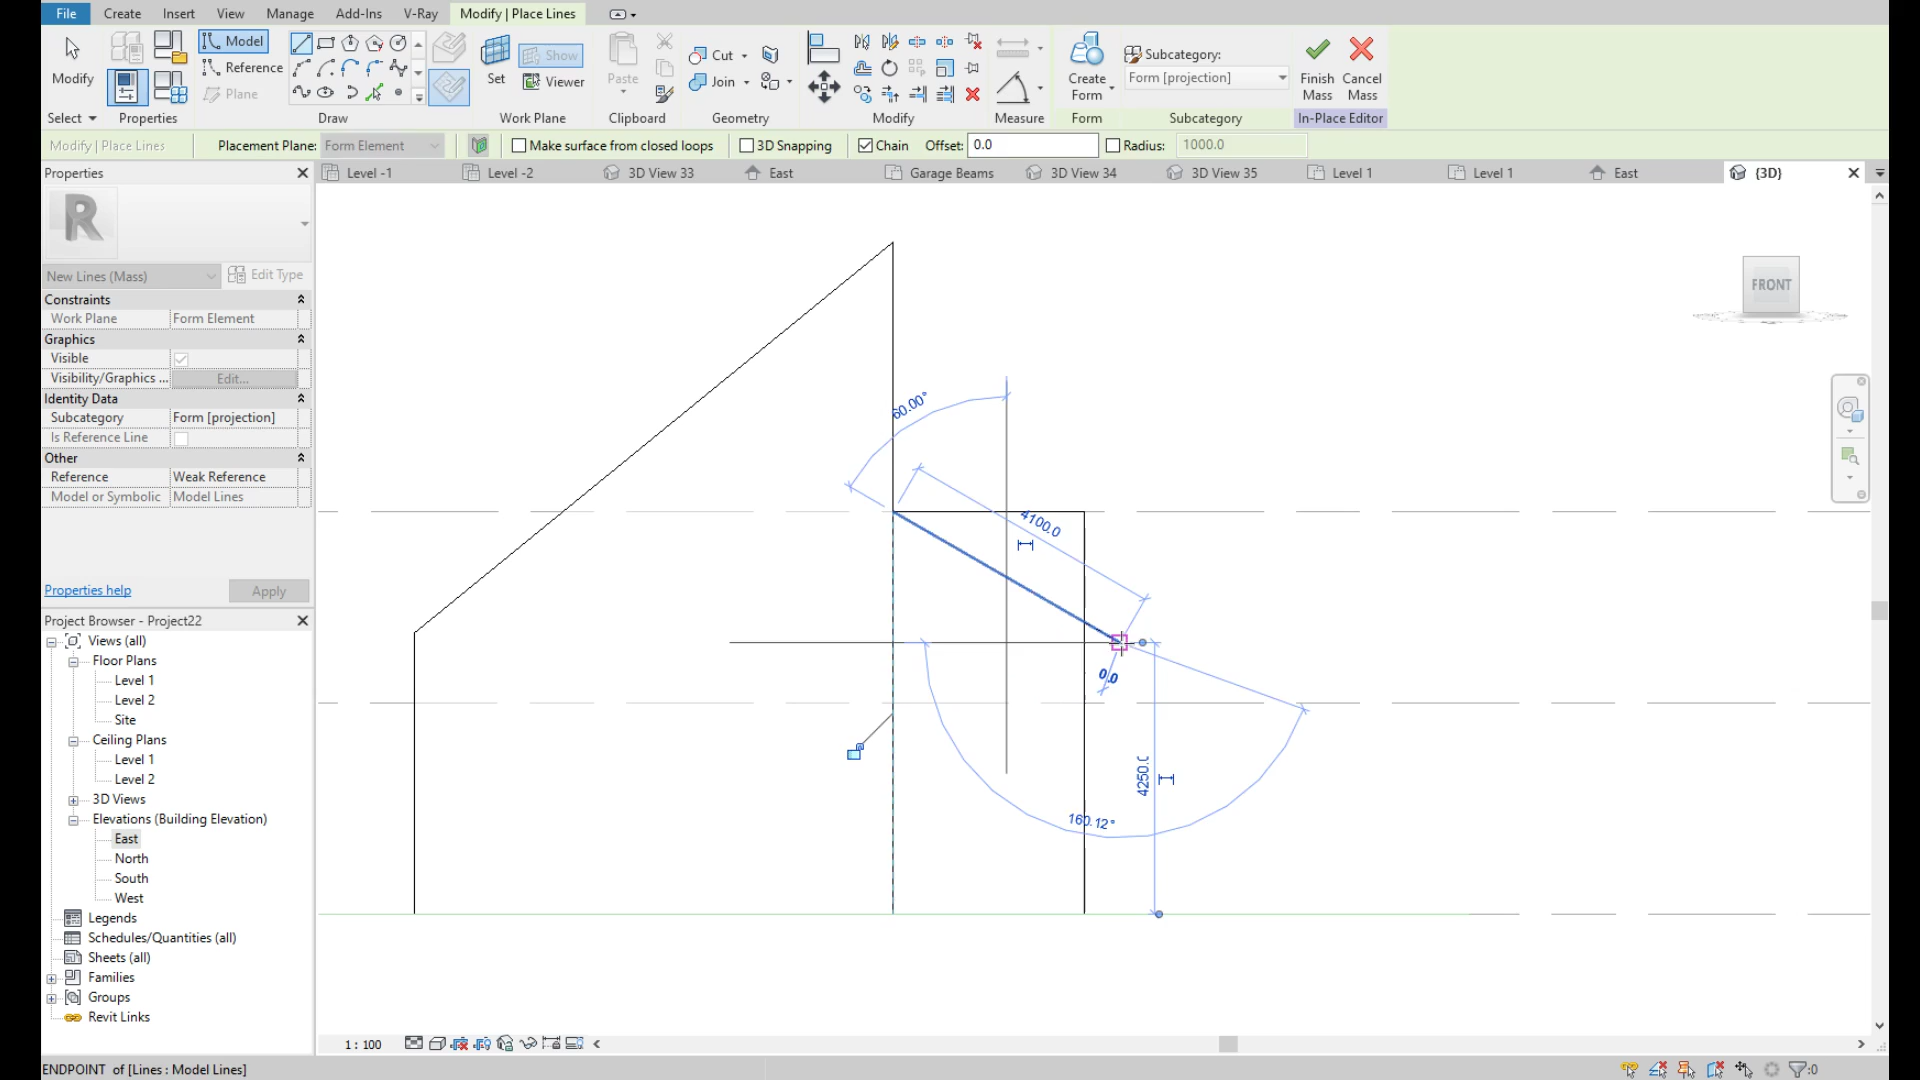 File Create Insert View Manage Add-Ins V-Ray Modify | Place Lines
Modify
Select
Properties
Model
Reference
Plane
Draw
Set
Show
Viewer
Work Plane
Paste
Clipboard
Cut
Join
Geometry
Modify
Measure
Create
Form
Form
Subcategory:
Form [projection]
Subcategory
Finish
Mass
Cancel
Mass
In-Place Editor
Modify | Place Lines Placement Plane: Form Element Make surface from closed loops 3D Snapping Chain Offset: 0.0 Radius: 1000.0
Level -1 Level -2 3D View 33 East Garage Beams 3D View 34 3D View 35 Level 1 Level 1 East {3D}
Properties
R
New Lines (Mass) Edit Type
Constraints
Work Plane Form Element
Graphics
Visible
Visibility/Graphics ... Edit...
Identity Data
Subcategory Form [projection]
Is Reference Line
Other
Reference Weak Reference
Model or Symbolic Model Lines
Properties help Apply
Project Browser - Project22
Views (all)
Floor Plans
Level 1
Level 2
Site
Ceiling Plans
Level 1
Level 2
3D Views
Elevations (Building Elevation)
East
North
South
West
Legends
Schedules/Quantities (all)
Sheets (all)
Families
Groups
Revit Links
FRONT
60.00°
4100.0
0.0
4250.0
160.12°
1 : 100
ENDPOINT of [Lines : Model Lines]
:0